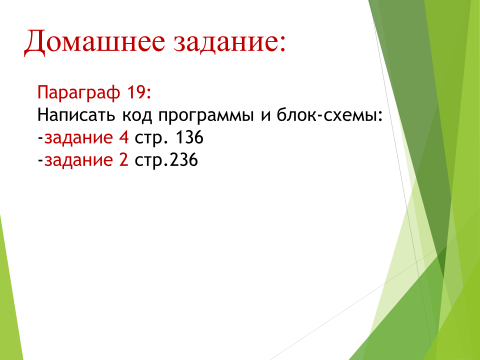 Домашнее задание:
Параграф 19:
Написать код программы и блок-схемы:
-задание 4 стр. 136
-задание 2 стр.236